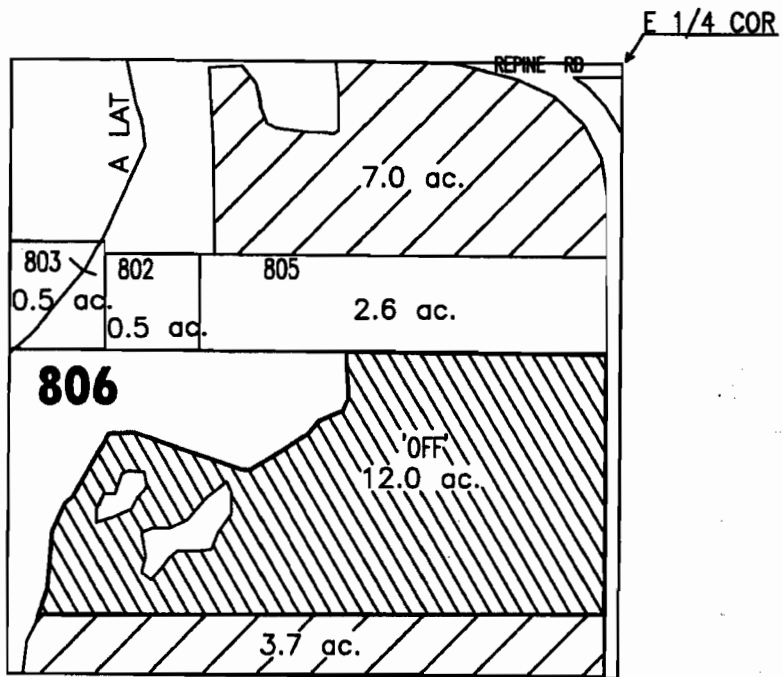 E 1/4 COR
REPINE RD
A LAT
7.0 ac.
803
802
805
0.5 ac.
0.5 ac.
2.6 ac.
806
'OFF'
12.0 ac.
3.7 ac.